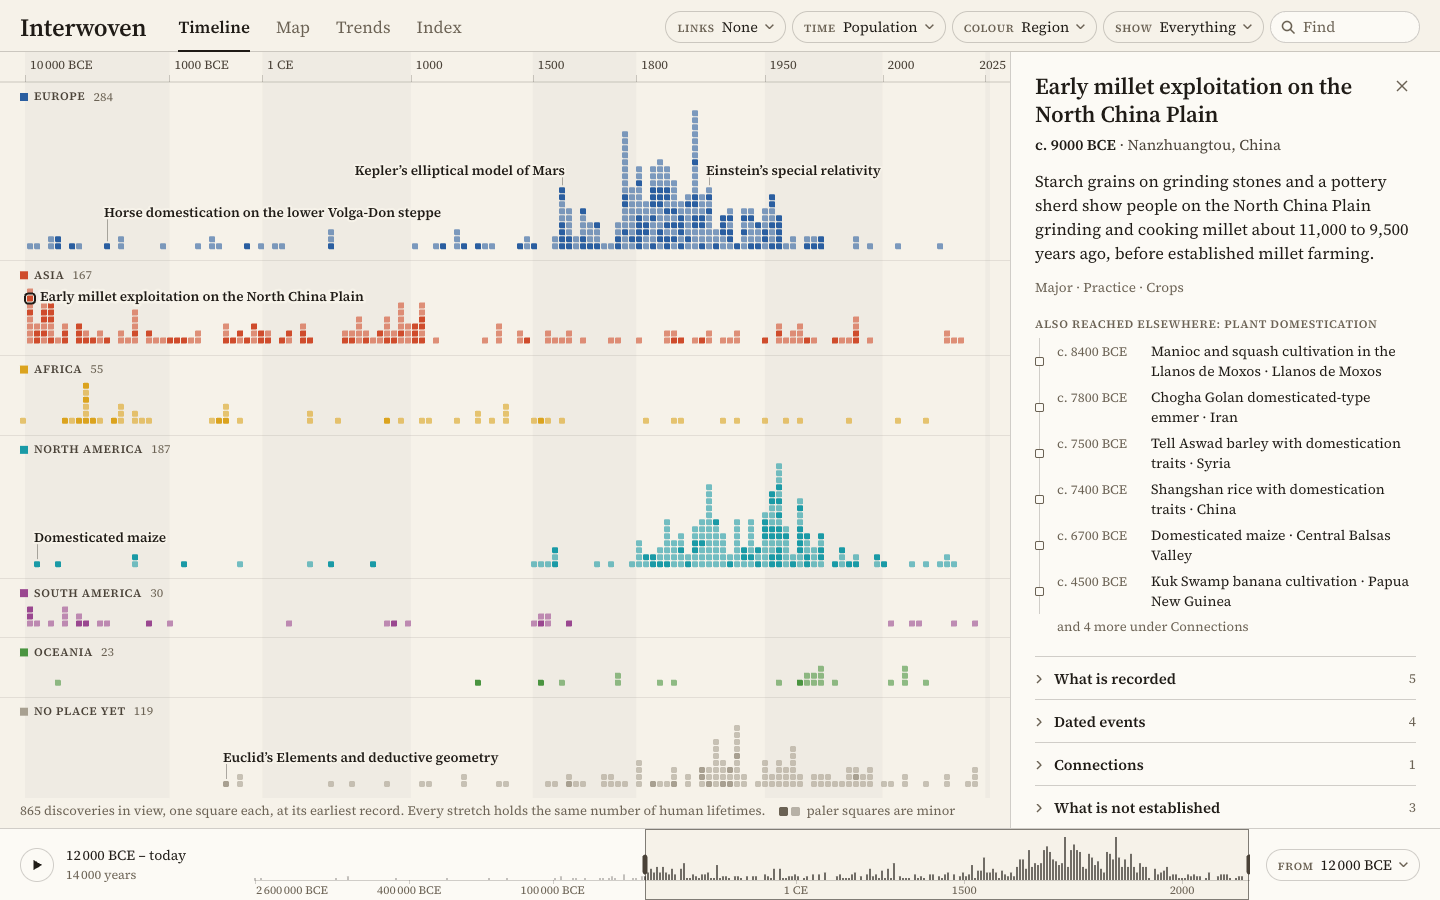 Interwoven
Timeline
Map
Trends
Index
LINKS None
TIME Population
COLOUR Region
SHOW Everything
Find
10 000 BCE
1000 BCE
1 CE
1000
1500
1800
1950
2000
2025
EUROPE 284
Kepler’s elliptical model of Mars
Einstein’s special relativity
Horse domestication on the lower Volga-Don steppe
ASIA 167
Early millet exploitation on the North China Plain
AFRICA 55
NORTH AMERICA 187
Domesticated maize
SOUTH AMERICA 30
OCEANIA 23
NO PLACE YET 119
Euclid’s Elements and deductive geometry
865 discoveries in view, one square each, at its earliest record. Every stretch holds the same number of human lifetimes.
paler squares are minor
Early millet exploitation on the
North China Plain
c. 9000 BCE · Nanzhuangtou, China
Starch grains on grinding stones and a pottery
sherd show people on the North China Plain
grinding and cooking millet about 11,000 to 9,500
years ago, before established millet farming.
Major · Practice · Crops
ALSO REACHED ELSEWHERE: PLANT DOMESTICATION
c. 8400 BCE Manioc and squash cultivation in the
Llanos de Moxos · Llanos de Moxos
c. 7800 BCE Chogha Golan domesticated-type
emmer · Iran
c. 7500 BCE Tell Aswad barley with domestication
traits · Syria
c. 7400 BCE Shangshan rice with domestication
traits · China
c. 6700 BCE Domesticated maize · Central Balsas
Valley
c. 4500 BCE Kuk Swamp banana cultivation · Papua
New Guinea
and 4 more under Connections
What is recorded 5
Dated events 4
Connections 1
What is not established 3
12 000 BCE – today
14 000 years
2 600 000 BCE
400 000 BCE
100 000 BCE
1 CE
1500
2000
FROM 12 000 BCE